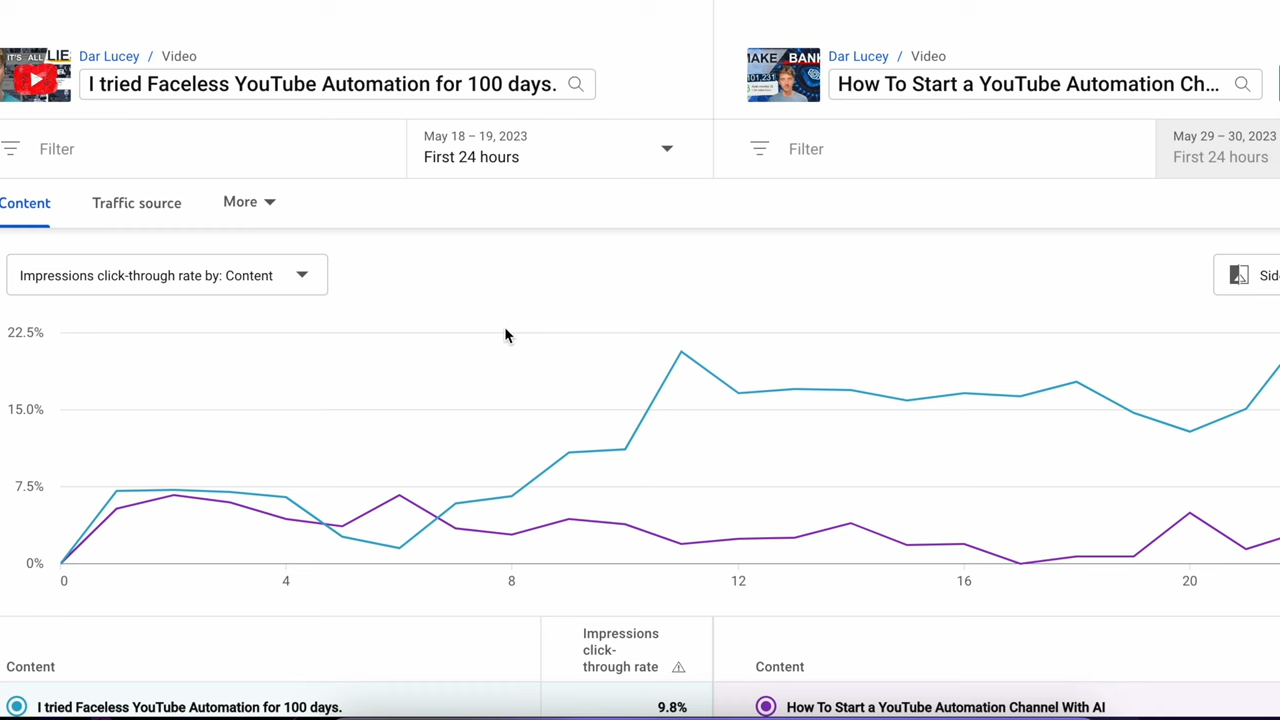 IT'S ALL LIES
Dar Lucey / Video
I tried Faceless YouTube Automation for 100 days.
MAKE BANK
Dar Lucey / Video
How To Start a YouTube Automation Ch...
Filter
May 18 – 19, 2023
First 24 hours
Filter
May 29 – 30, 2023
First 24 hours
Content
Traffic source
More
Impressions click-through rate by: Content
Sid
22.5%
15.0%
7.5%
0%
0 4 8 12 16 20
Content
Impressions
click-
through rate
Content
I tried Faceless YouTube Automation for 100 days.
9.8%
How To Start a YouTube Automation Channel With AI